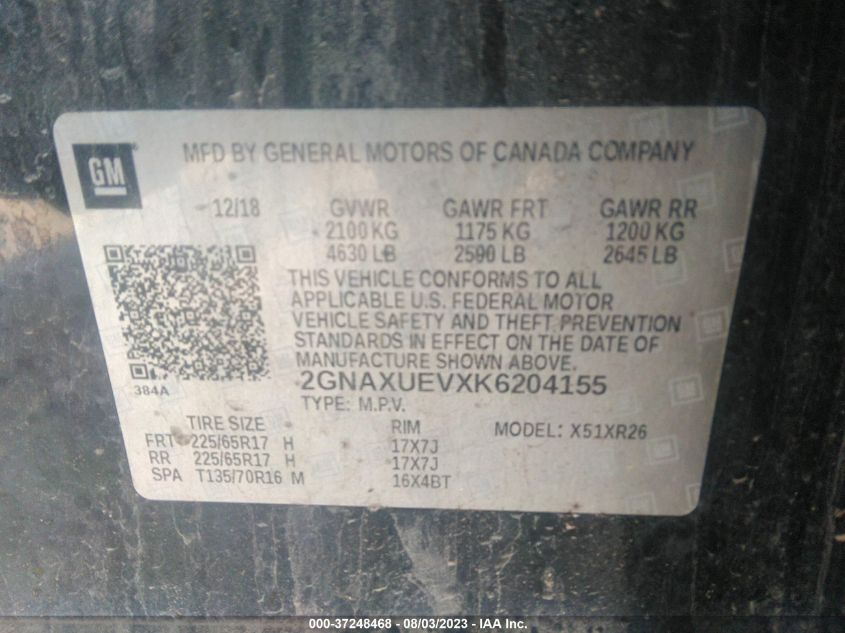 GM
MFD BY GENERAL MOTORS OF CANADA COMPANY
12/18 GVWR GAWR FRT GAWR RR
2100 KG 1175 KG 1200 KG
4630 LB 2590 LB 2645 LB
THIS VEHICLE CONFORMS TO ALL
APPLICABLE U.S. FEDERAL MOTOR
VEHICLE SAFETY AND THEFT PREVENTION
STANDARDS IN EFFECT ON THE DATE OF
MANUFACTURE SHOWN ABOVE.
384A
2GNAXUEVXK6204155
TYPE: M.P.V.
TIRE SIZE RIM MODEL: X51XR26
FRT 225/65R17 H 17X7J
RR 225/65R17 H 17X7J
SPA T135/70R16 M 16X4BT
000-37248468 - 08/03/2023 - IAA Inc.